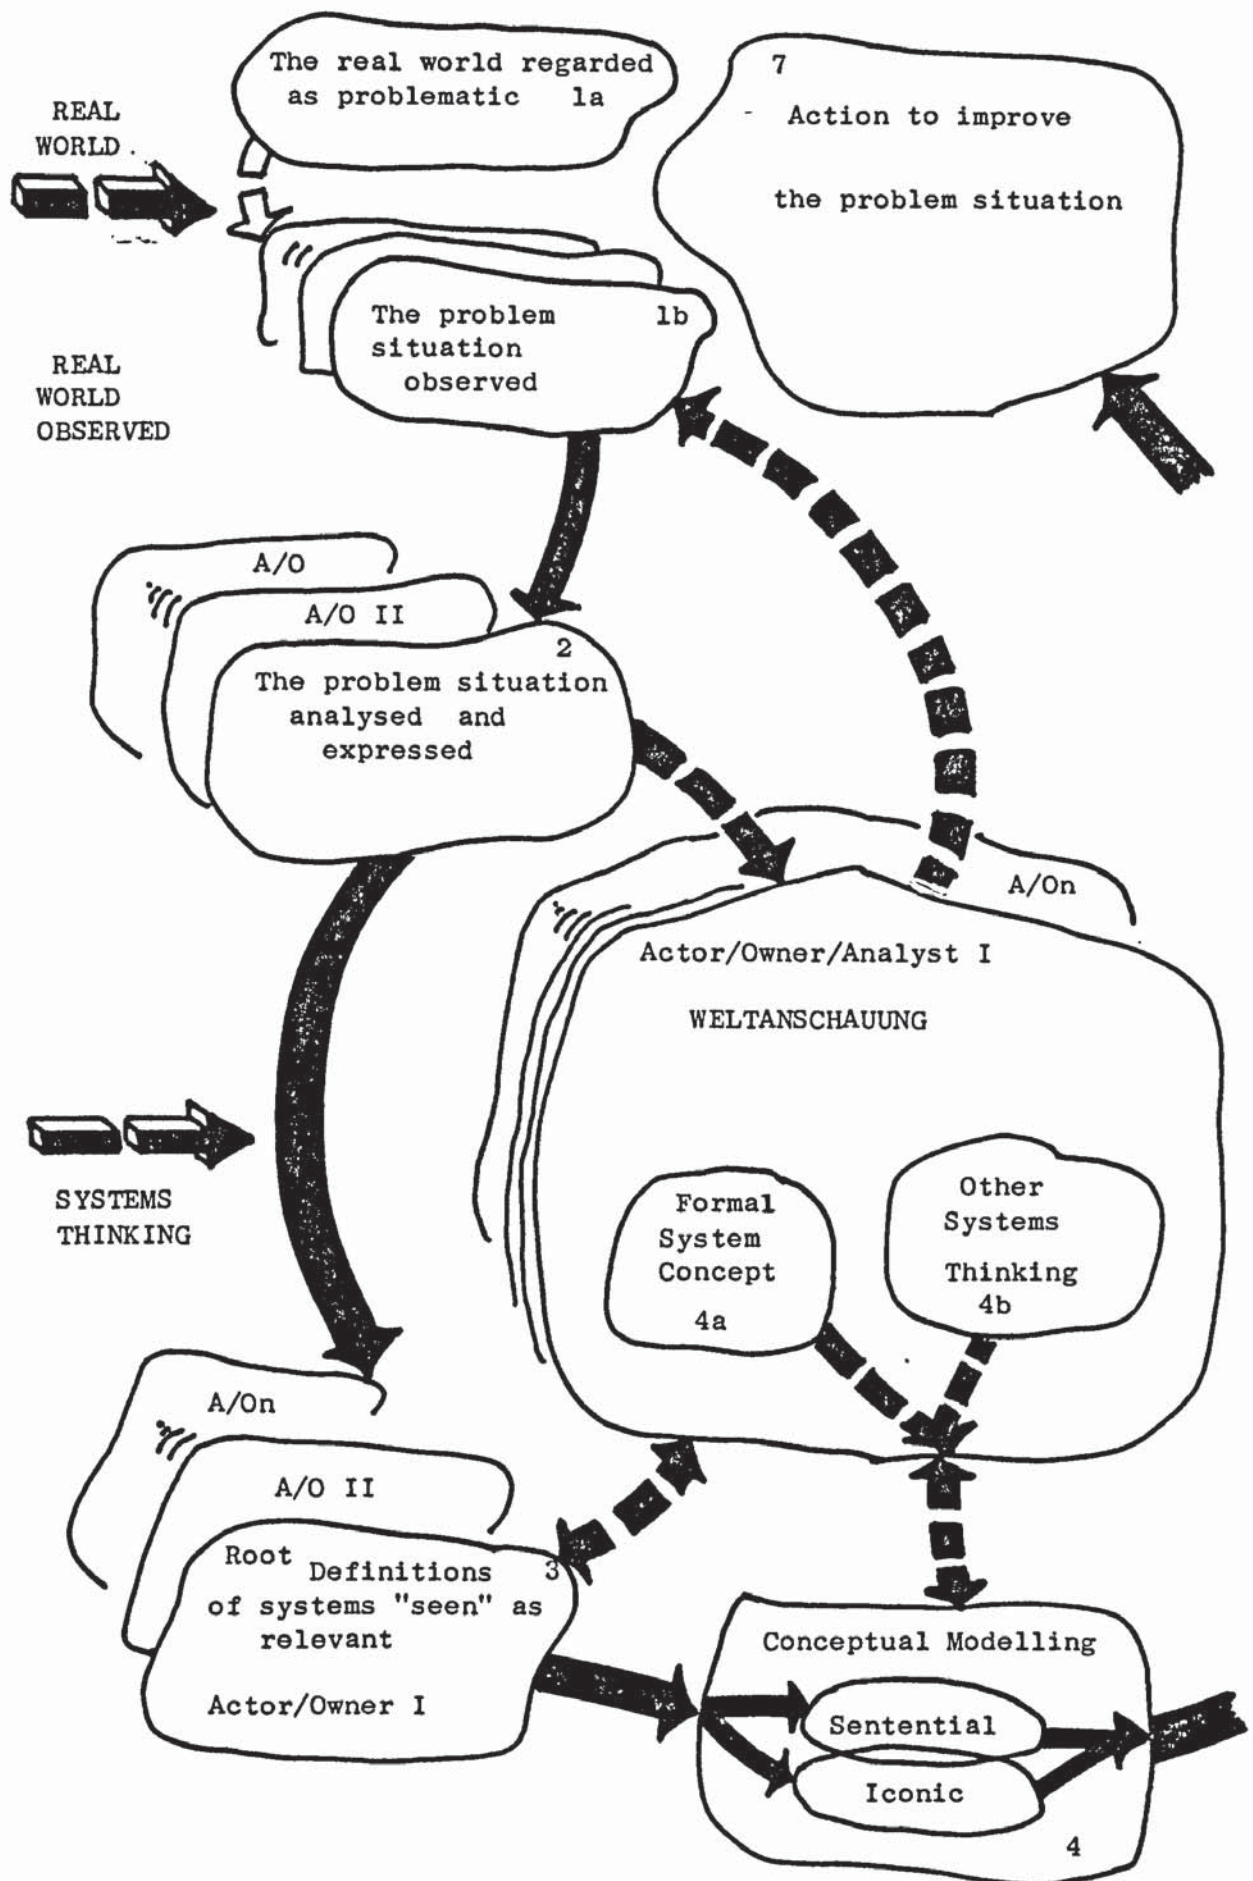 The real world regarded
as problematic 1a
7
Action to improve
the problem situation
REAL
WORLD
The problem 1b
situation
observed
REAL
WORLD
OBSERVED
A/O
A/O II
2
The problem situation
analysed and
expressed
A/On
Actor/Owner/Analyst I
WELTANSCHAUUNG
SYSTEMS
THINKING
Formal
System
Concept
4a
Other
Systems
Thinking
4b
A/On
A/O II
Root Definitions 3
of systems "seen" as
relevant
Actor/Owner I
Conceptual Modelling
Sentential
Iconic
4